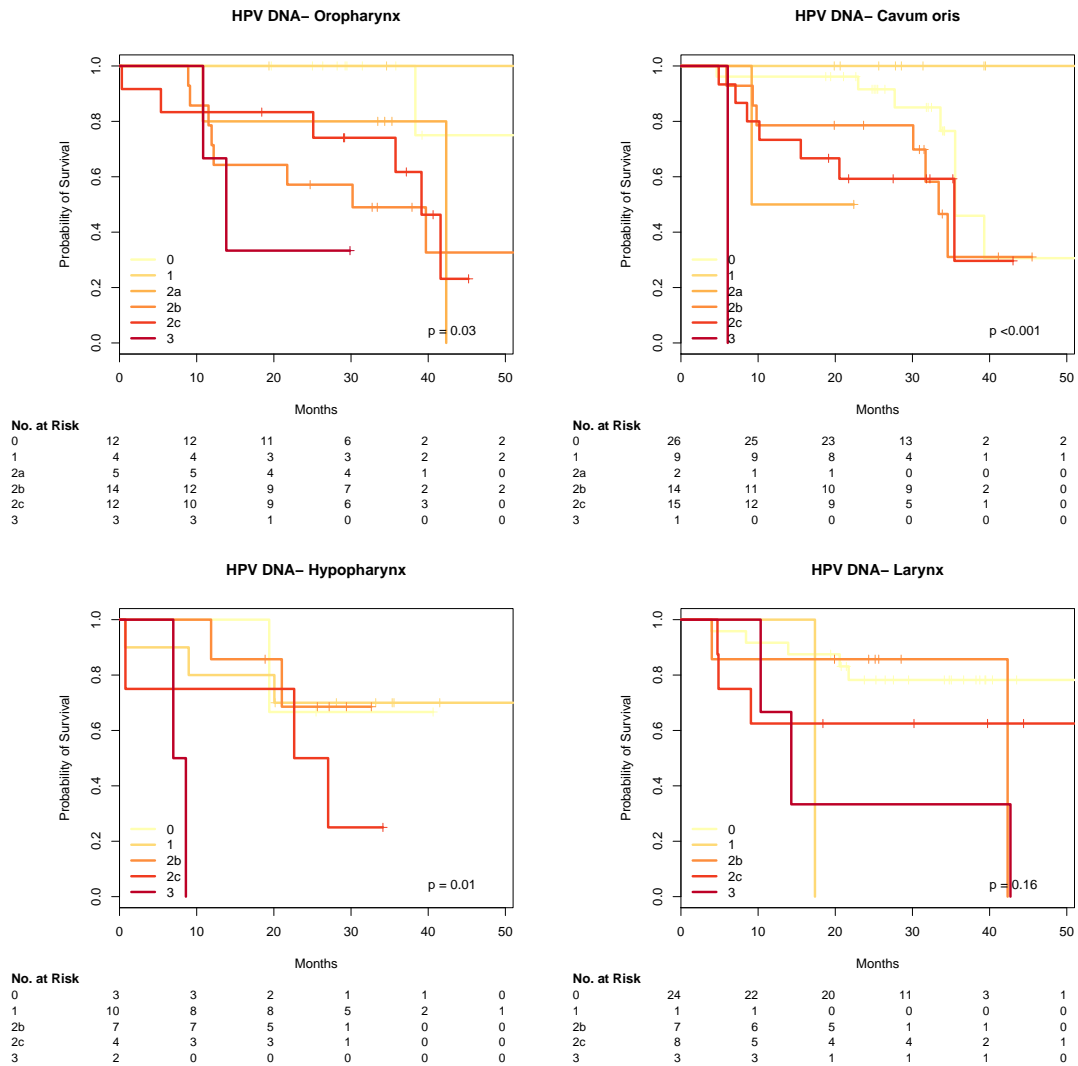 HPV DNA− Oropharynx
Probability of Survival
1.0
0.8
0.6
0.4
0.2
0.0
0
1
2a
2b
2c
3
p = 0.03
0 10 20 30 40 50
Months
No. at Risk
0 12 12 11 6 2 2
1 4 4 3 3 2 2
2a 5 5 4 4 1 0
2b 14 12 9 7 2 2
2c 12 10 9 6 3 0
3 3 3 1 0 0 0
HPV DNA− Cavum oris
Probability of Survival
1.0
0.8
0.6
0.4
0.2
0.0
0
1
2a
2b
2c
3
p <0.001
0 10 20 30 40 50
Months
No. at Risk
0 26 25 23 13 2 2
1 9 9 8 4 1 1
2a 2 1 1 0 0 0
2b 14 11 10 9 2 0
2c 15 12 9 5 1 0
3 1 0 0 0 0 0
HPV DNA− Hypopharynx
Probability of Survival
1.0
0.8
0.6
0.4
0.2
0.0
0
1
2b
2c
3
p = 0.01
0 10 20 30 40 50
Months
No. at Risk
0 3 3 2 1 1 0
1 10 8 8 5 2 1
2b 7 7 5 1 0 0
2c 4 3 3 1 0 0
3 2 0 0 0 0 0
HPV DNA− Larynx
Probability of Survival
1.0
0.8
0.6
0.4
0.2
0.0
0
1
2b
2c
3
p = 0.16
0 10 20 30 40 50
Months
No. at Risk
0 24 22 20 11 3 1
1 1 1 0 0 0 0
2b 7 6 5 1 1 0
2c 8 5 4 4 2 1
3 3 3 1 1 1 0